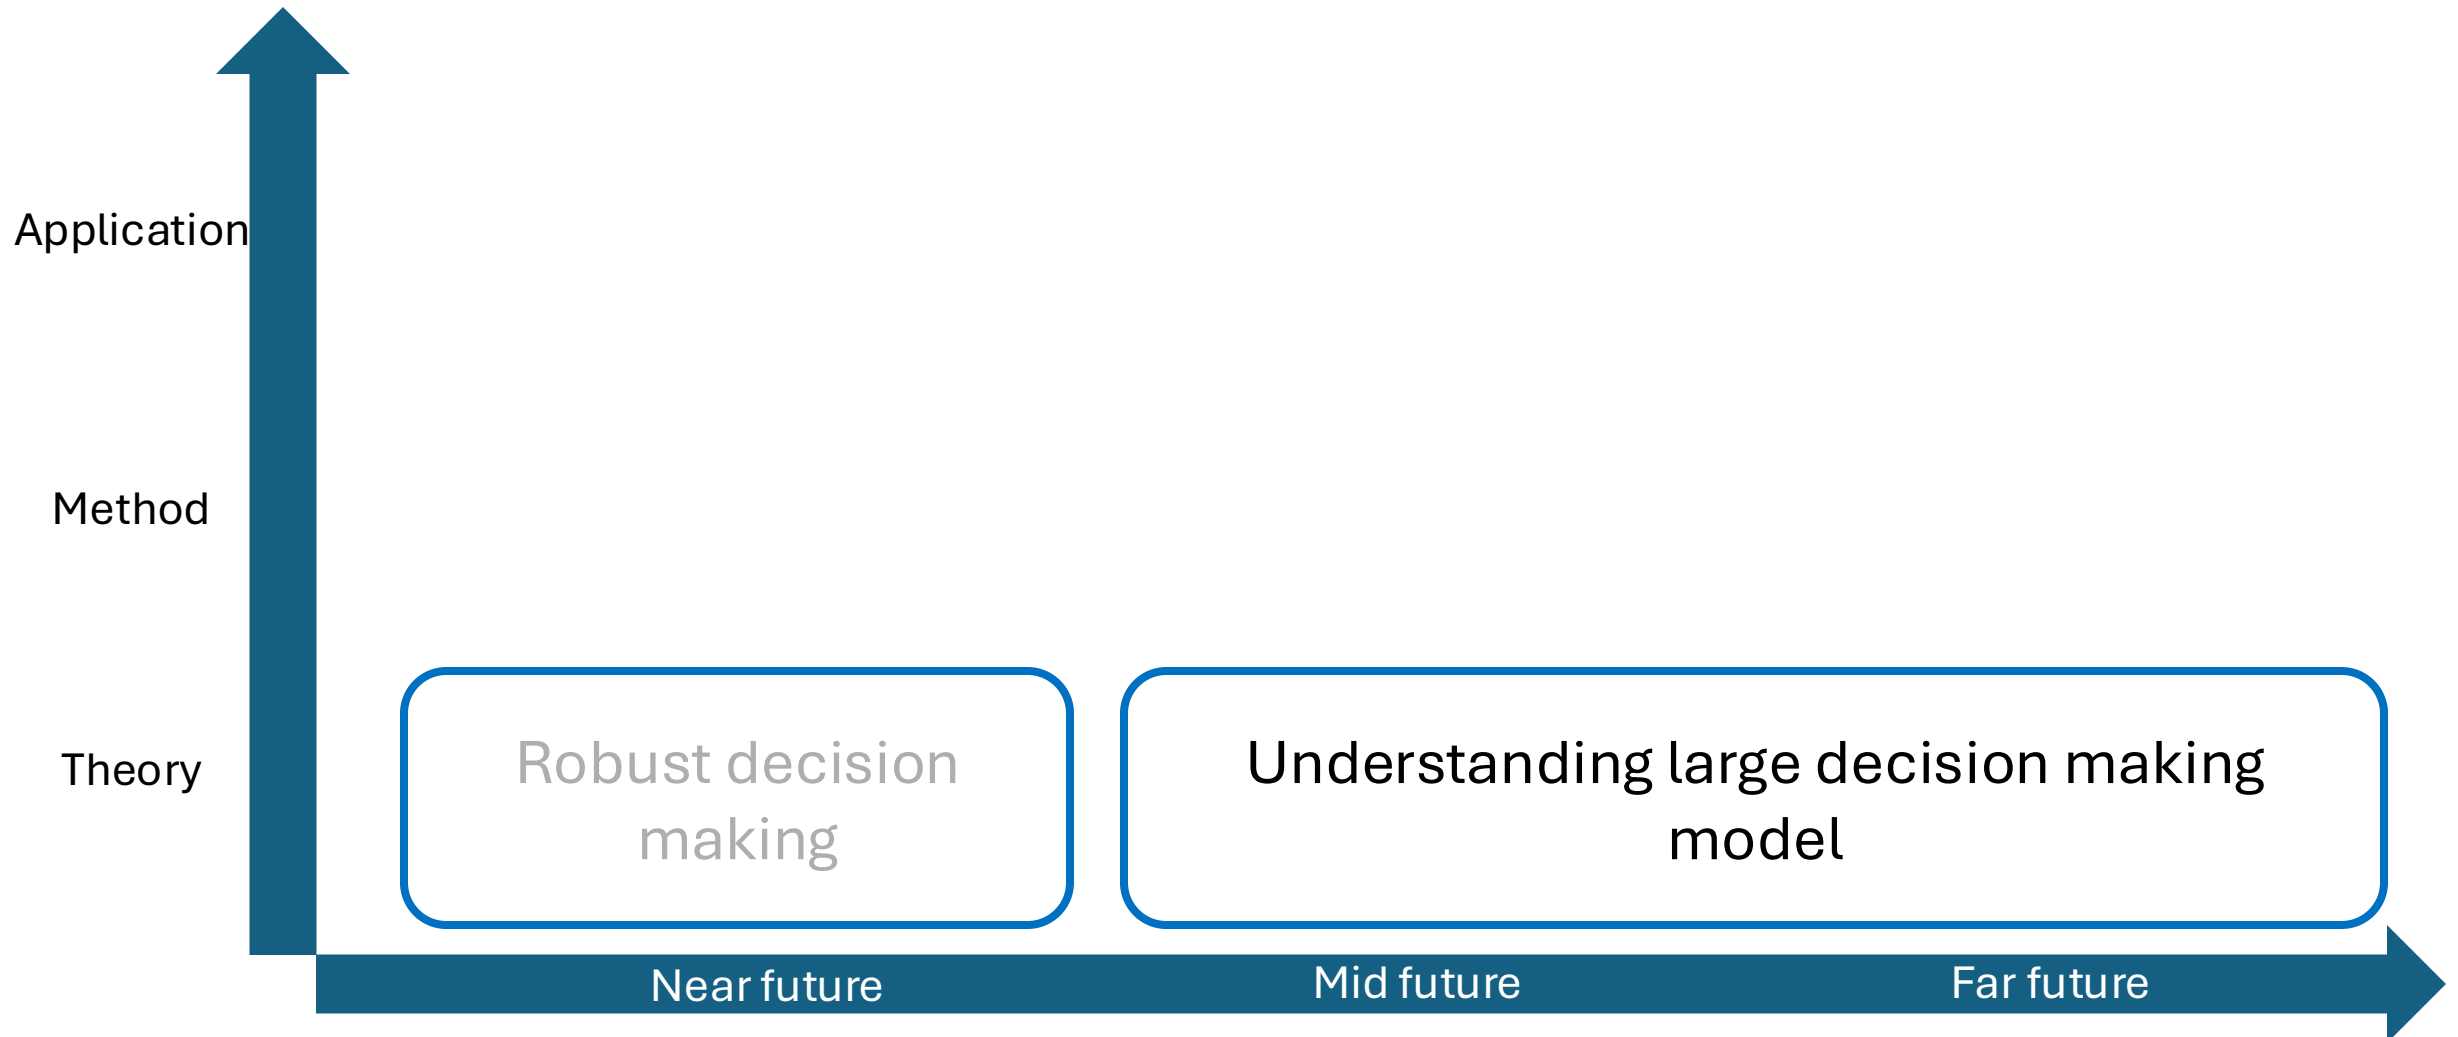 Application
Method
Theory
Robust decision
making
Understanding large decision making
model
Near future
Mid future
Far future